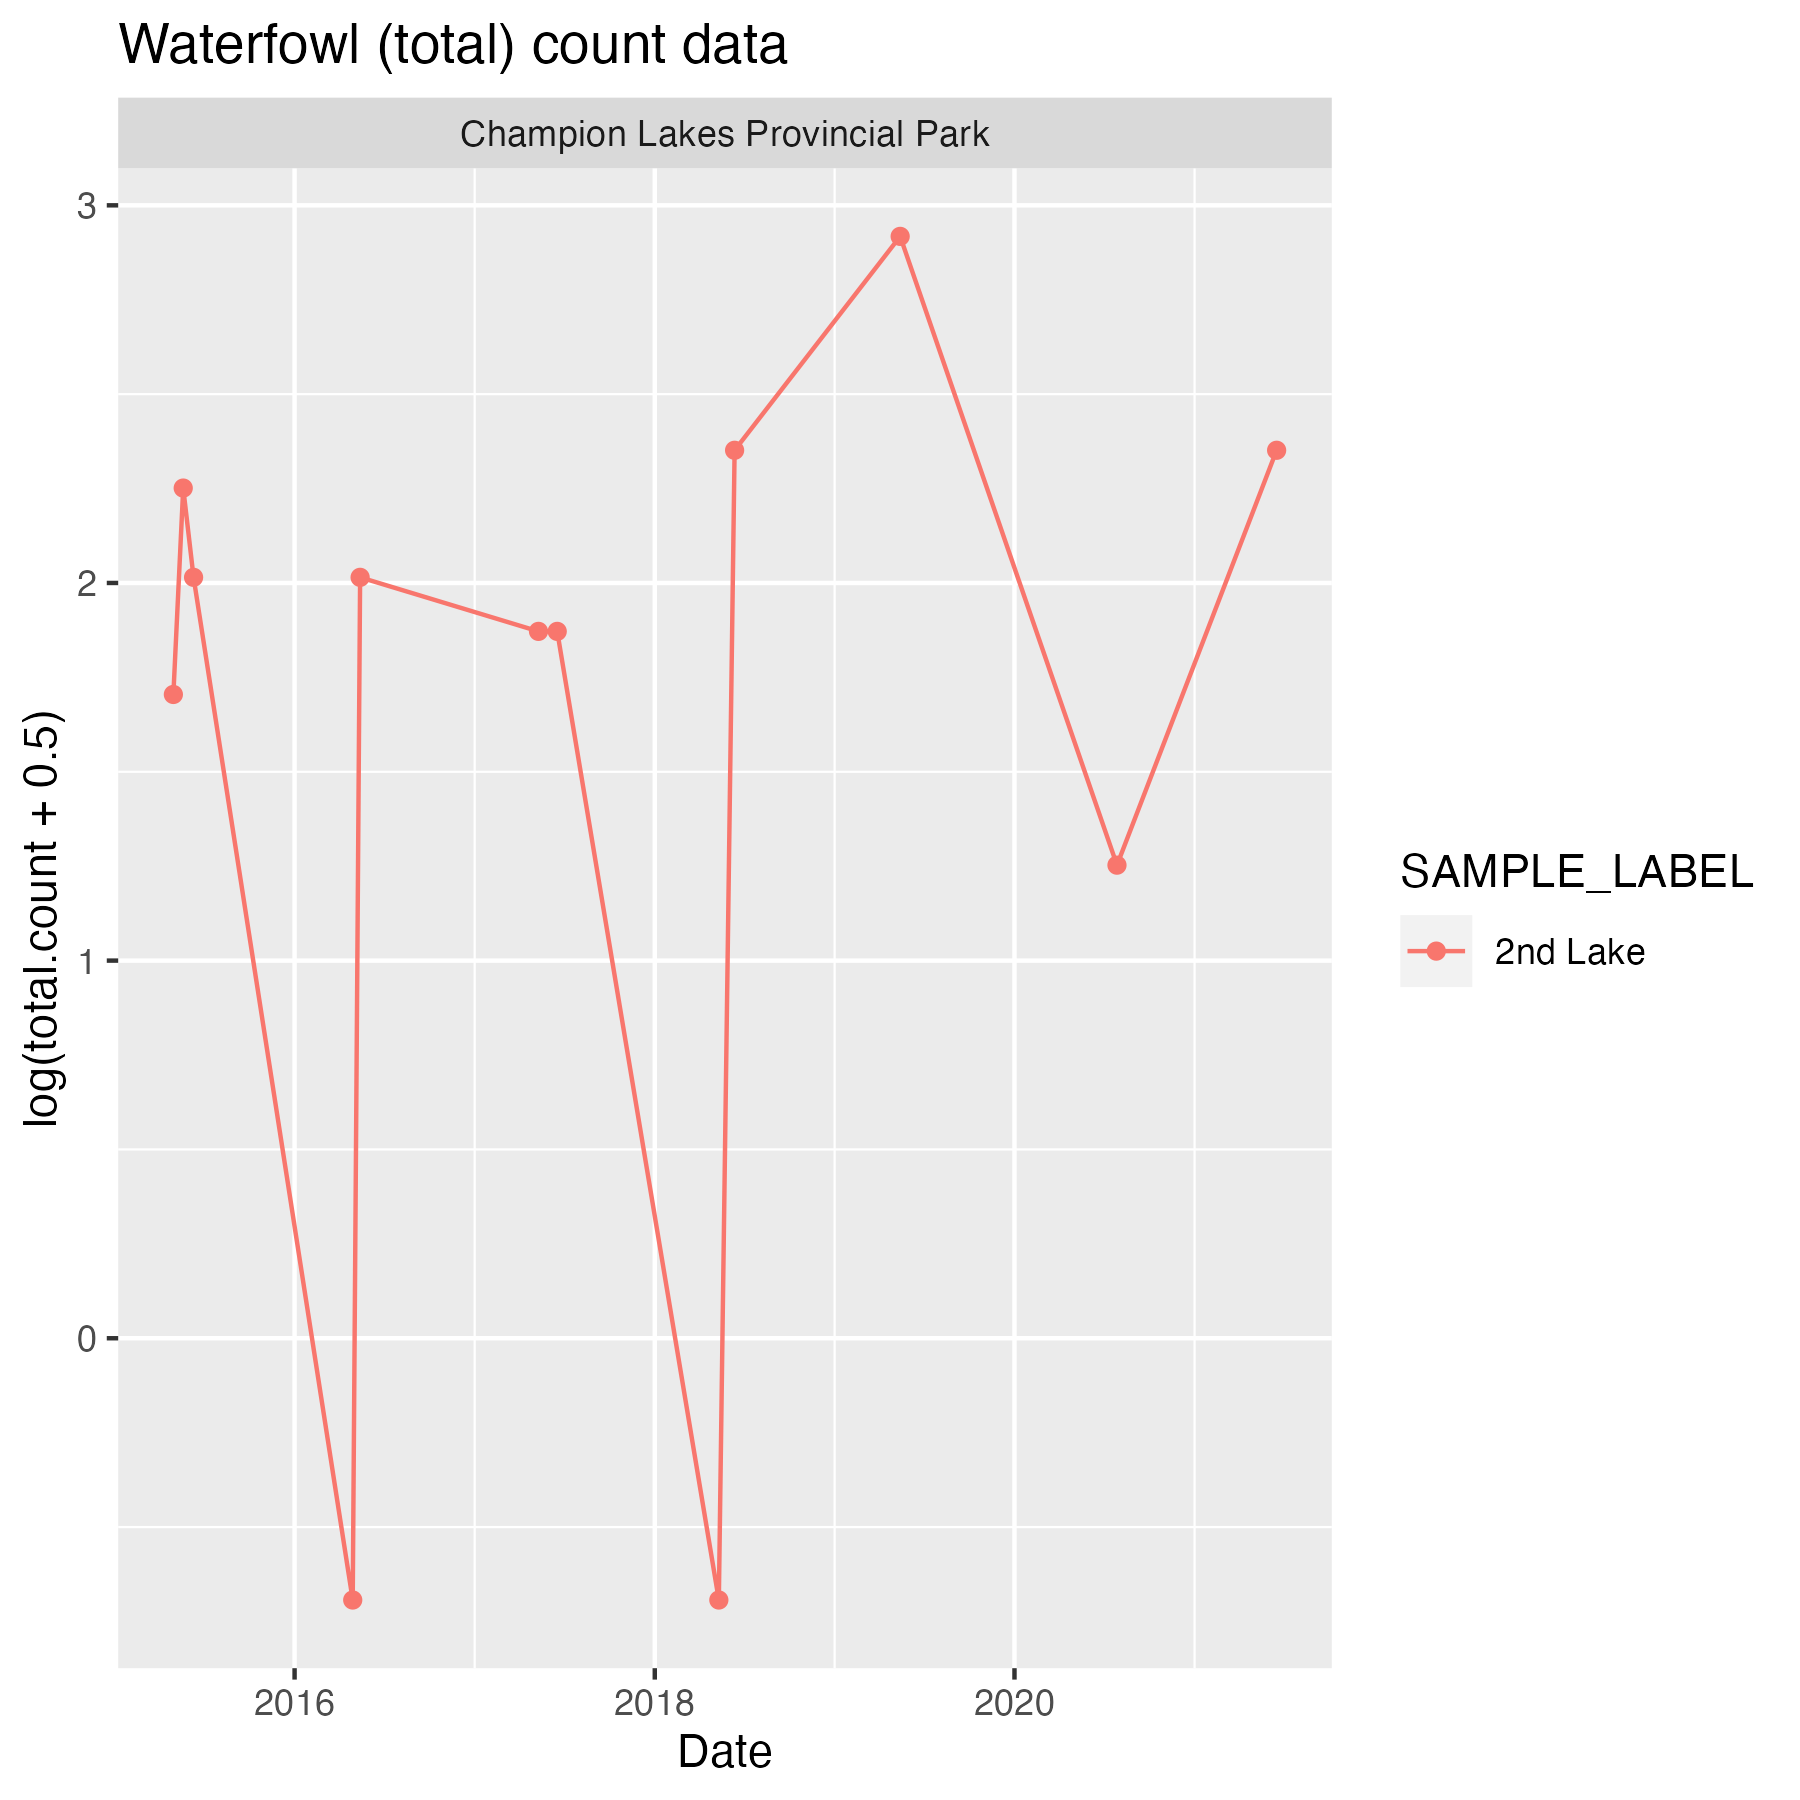 Waterfowl (total) count data
Champion Lakes Provincial Park
3
2
1
0
log(total.count + 0.5)
2016
2018
2020
Date
SAMPLE_LABEL
2nd Lake